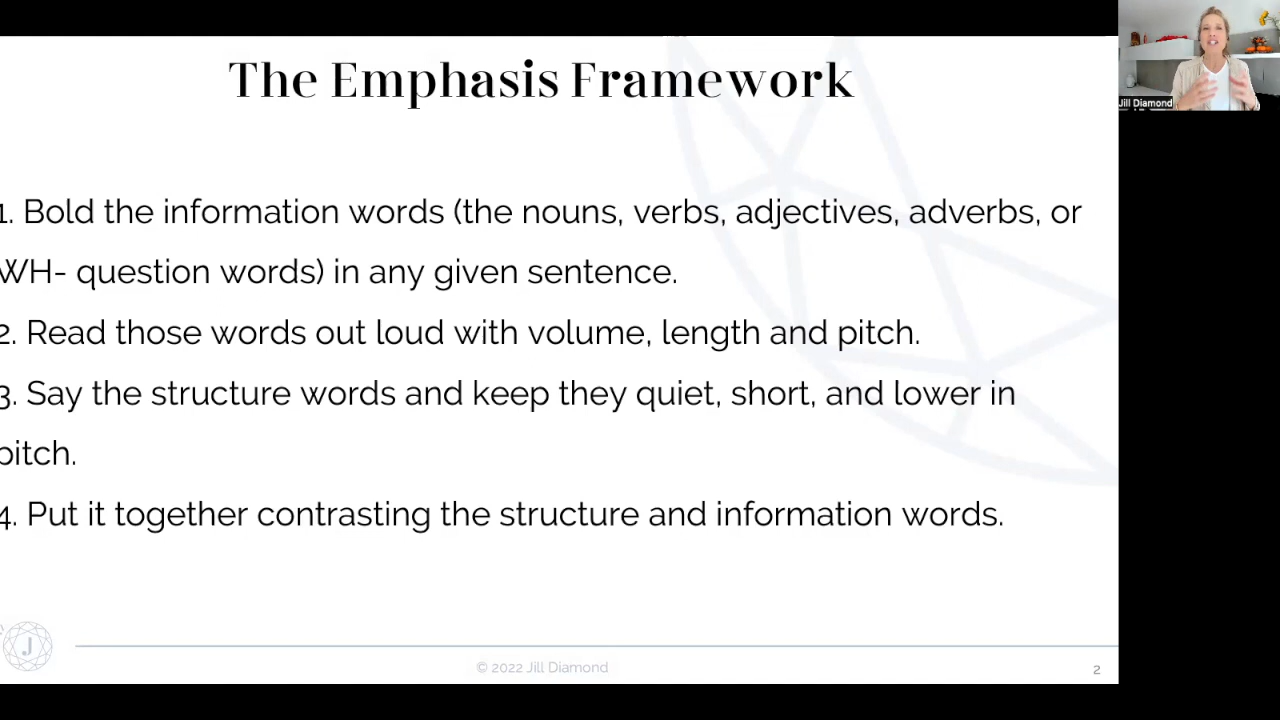 The Emphasis Framework
Jill Diamond
1. Bold the information words (the nouns, verbs, adjectives, adverbs, or
WH- question words) in any given sentence.
2. Read those words out loud with volume, length and pitch.
3. Say the structure words and keep they quiet, short, and lower in
pitch.
4. Put it together contrasting the structure and information words.
J
© 2022 Jill Diamond
2